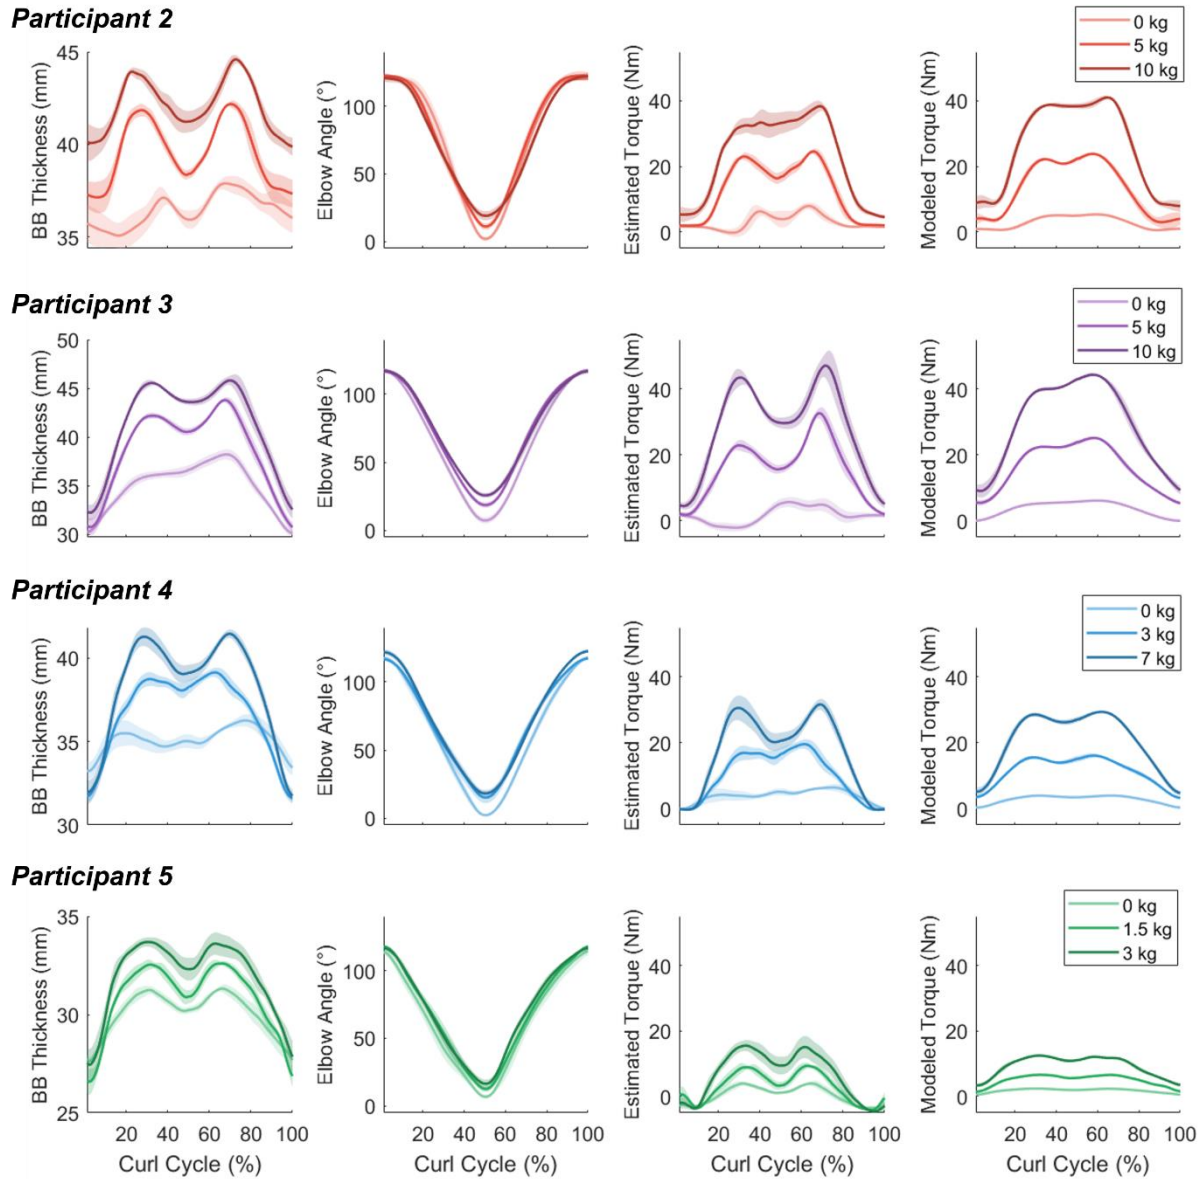 Participant 2
0 kg
5 kg
10 kg
BB Thickness (mm)
45
40
35
Elbow Angle (°)
100
50
0
Estimated Torque (Nm)
40
20
0
Modeled Torque (Nm)
40
20
0
Participant 3
0 kg
5 kg
10 kg
BB Thickness (mm)
50
45
40
35
30
Elbow Angle (°)
100
50
0
Estimated Torque (Nm)
40
20
0
Modeled Torque (Nm)
40
20
0
Participant 4
0 kg
3 kg
7 kg
BB Thickness (mm)
40
35
30
Elbow Angle (°)
100
50
0
Estimated Torque (Nm)
40
20
0
Modeled Torque (Nm)
40
20
0
Participant 5
0 kg
1.5 kg
3 kg
BB Thickness (mm)
35
30
25
Elbow Angle (°)
100
50
0
Estimated Torque (Nm)
40
20
0
Modeled Torque (Nm)
40
20
0
20 40 60 80 100
20 40 60 80 100
20 40 60 80 100
20 40 60 80 100
Curl Cycle (%)
Curl Cycle (%)
Curl Cycle (%)
Curl Cycle (%)